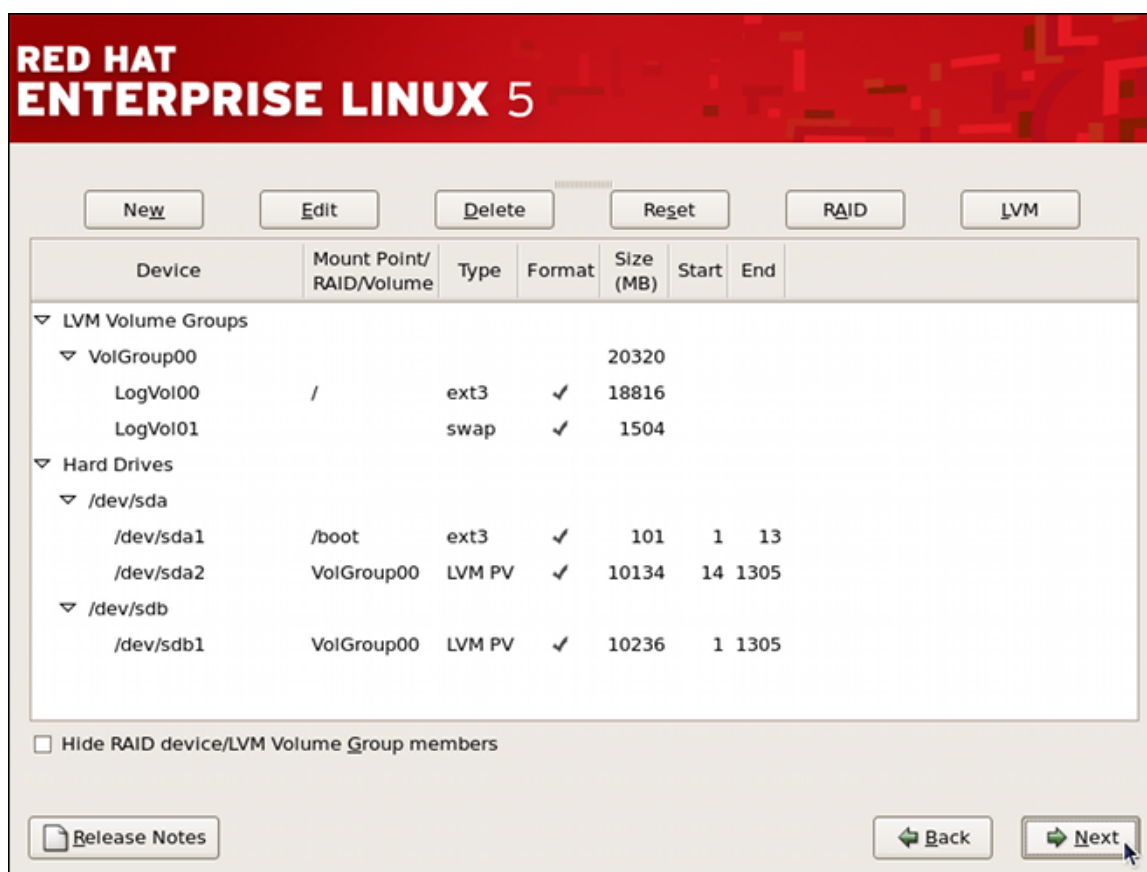 RED HAT
ENTERPRISE LINUX 5
New Edit Delete Reset RAID LVM
Device Mount Point/ RAID/Volume Type Format Size (MB) Start End
LVM Volume Groups
VolGroup00 20320
LogVol00 / ext3 18816
LogVol01 swap 1504
Hard Drives
/dev/sda
/dev/sda1 /boot ext3 101 1 13
/dev/sda2 VolGroup00 LVM PV 10134 14 1305
/dev/sdb
/dev/sdb1 VolGroup00 LVM PV 10236 1 1305
Hide RAID device/LVM Volume Group members
Release Notes Back Next